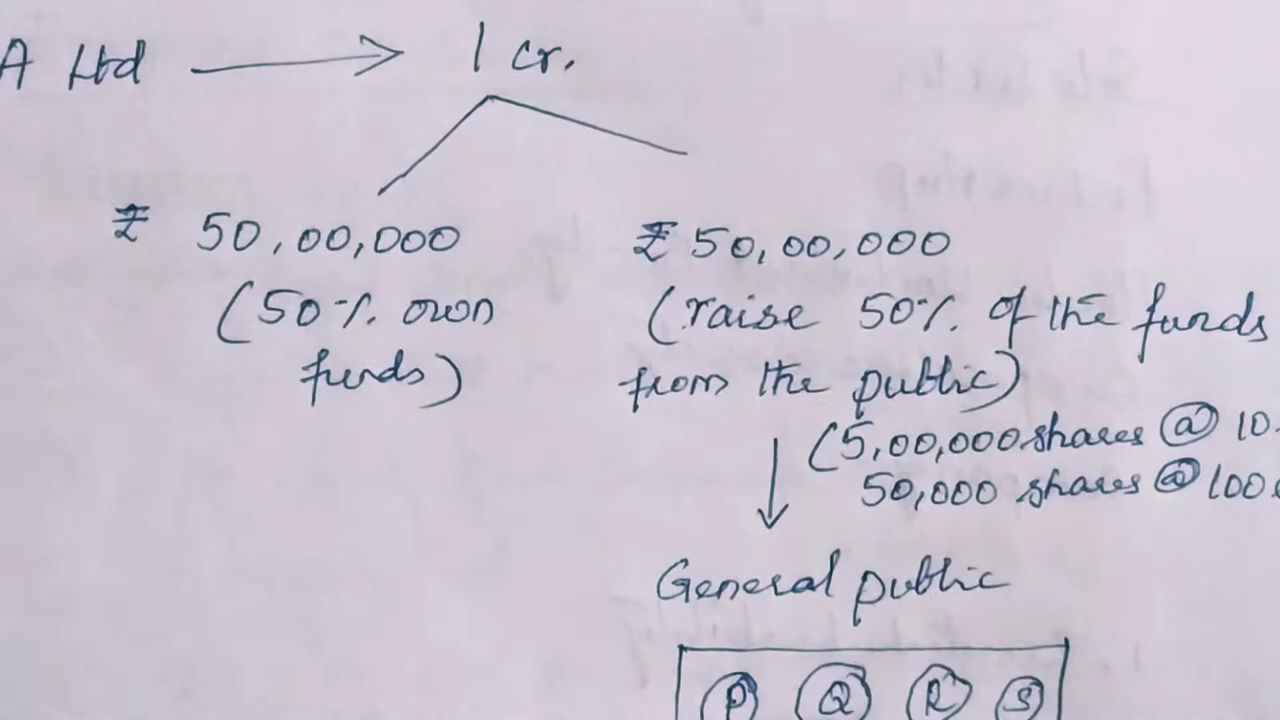 A Ltd → 1 cr.
₹ 50,00,000 ₹ 50,00,000
(50% own (raise 50% of the funds
funds) from the public)
(5,00,000 shares @ 10.
50,000 shares @ 100.
General public
P Q R S